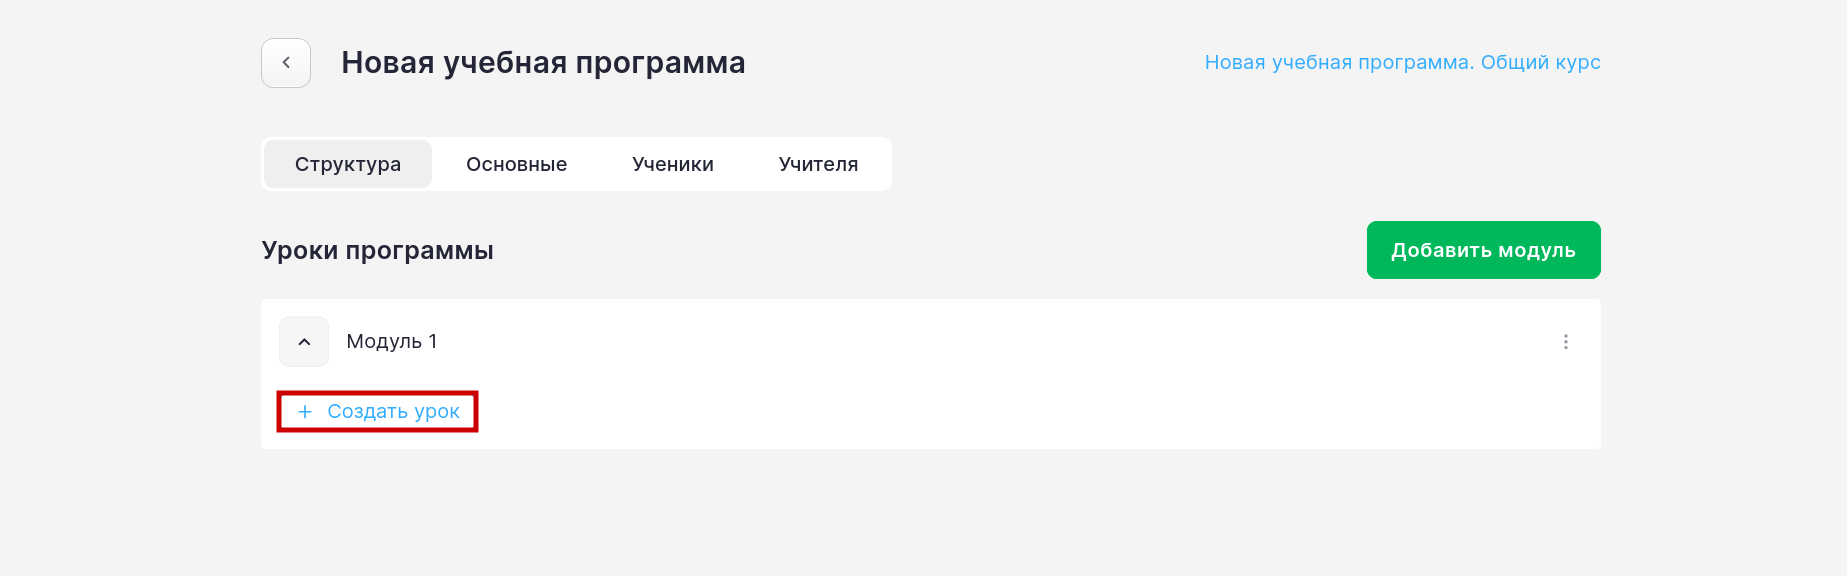 Новая учебная программа
Новая учебная программа. Общий курс
Структура Основные Ученики Учителя
Уроки программы
Добавить модуль
Модуль 1
+ Создать урок